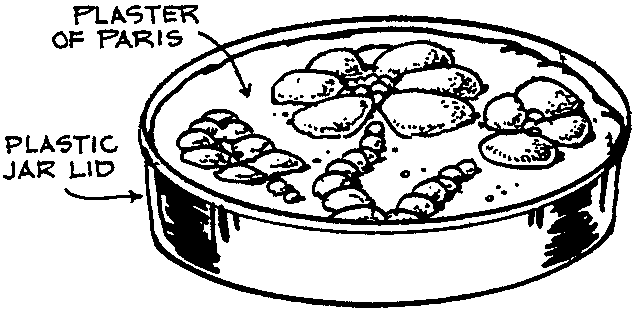 PLASTER
OF PARIS
PLASTIC
JAR LID